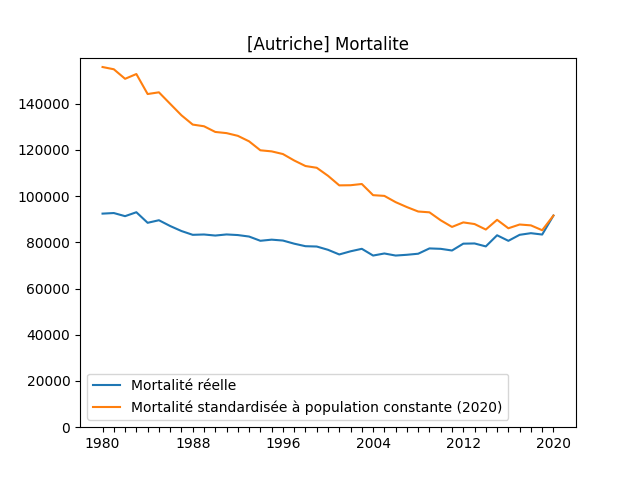 [Autriche] Mortalite
140000
120000
100000
80000
60000
40000
20000
0
Mortalité réelle
Mortalité standardisée à population constante (2020)
1980 1988 1996 2004 2012 2020